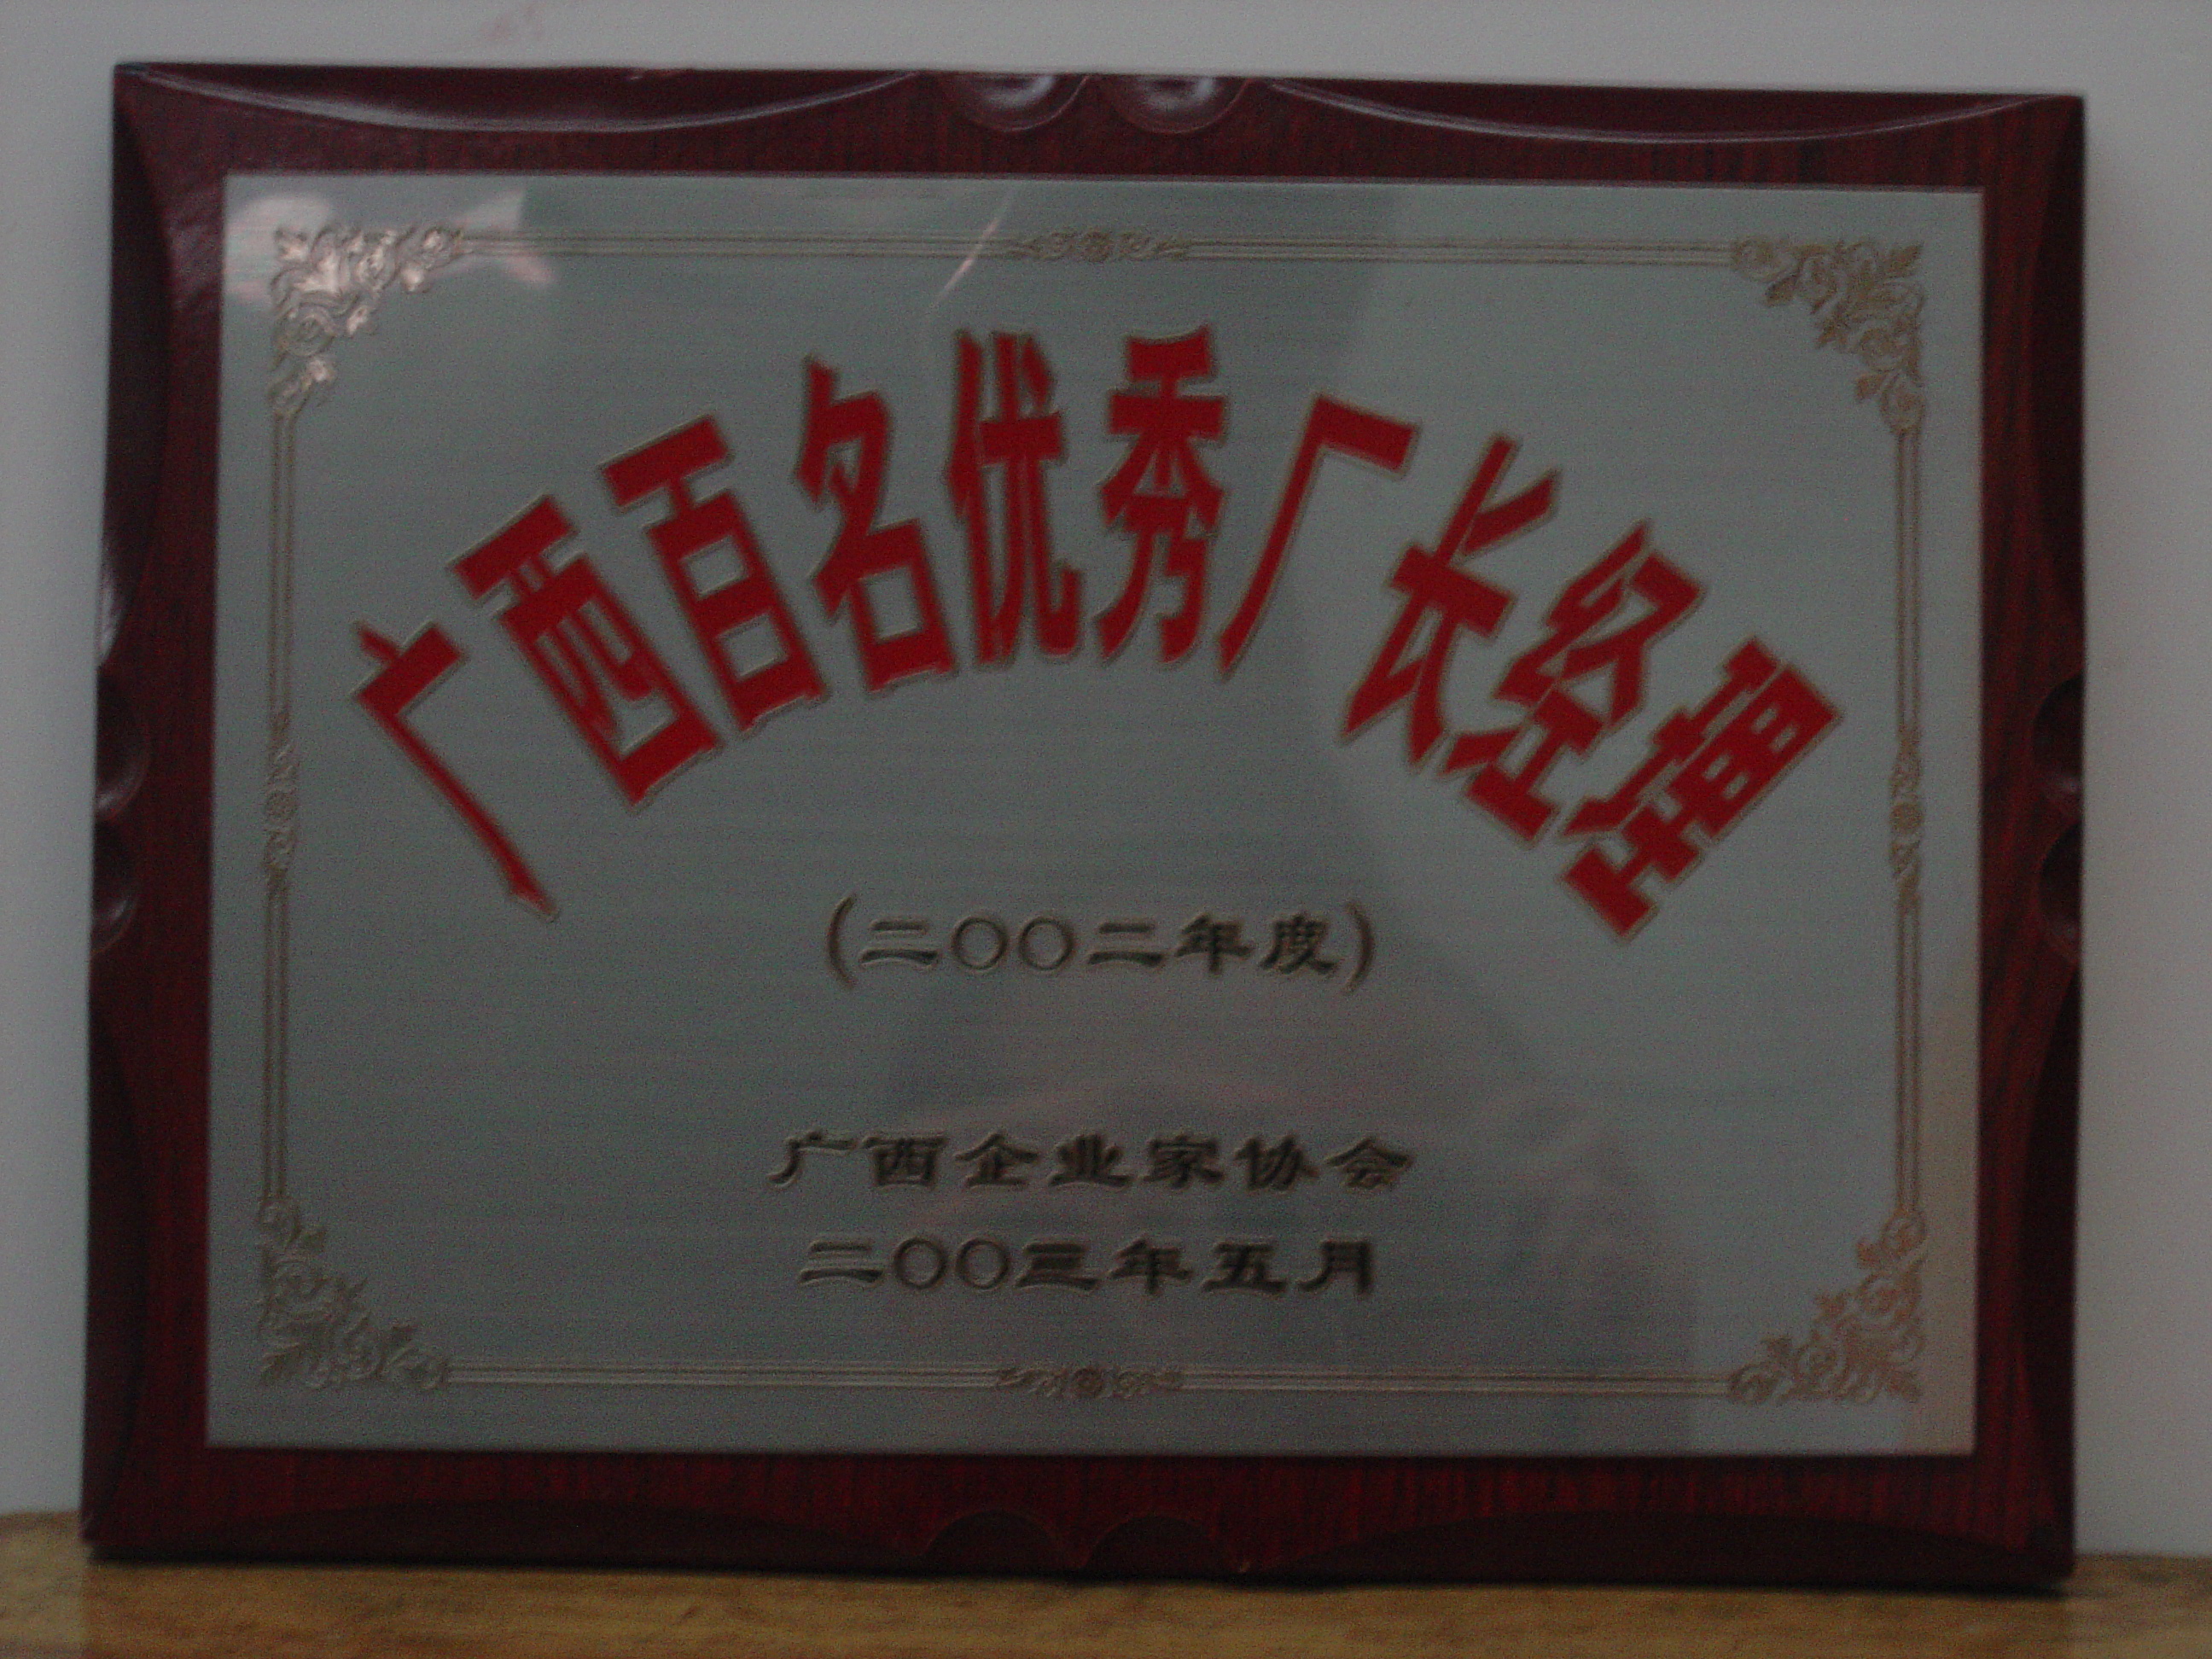 广西百名优秀厂长经理
(二〇〇二年度)
广西企业家协会
二〇〇三年五月